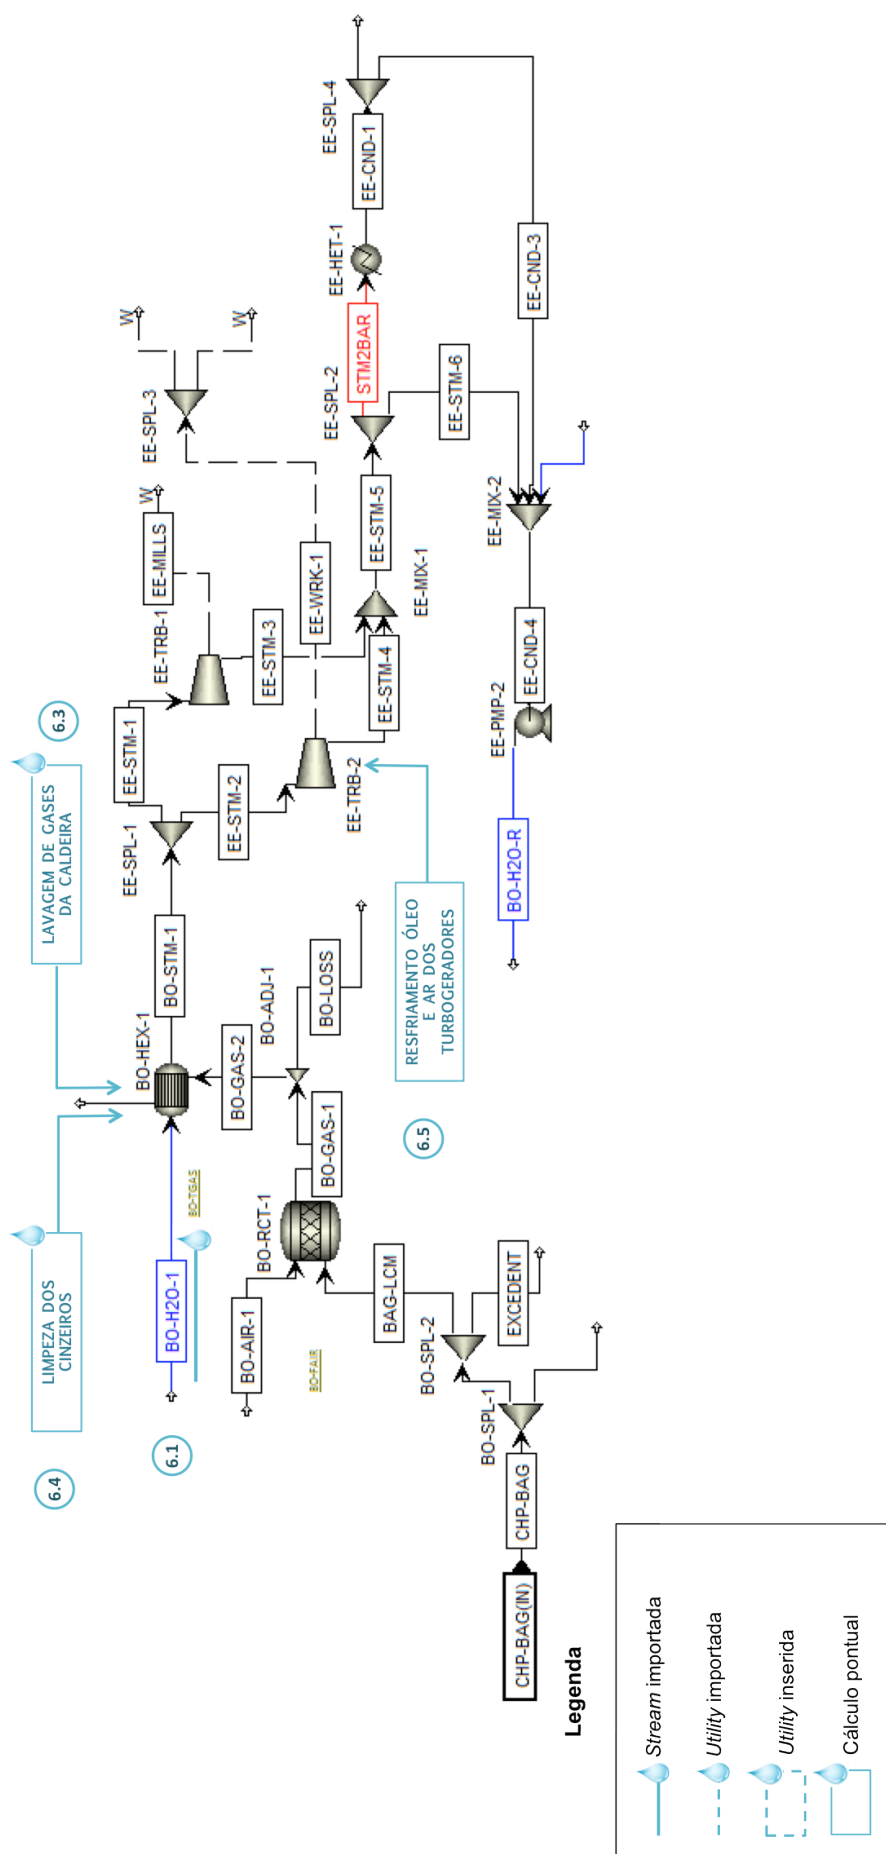 6.4
LIMPEZA DOS
CINZEIROS
6.3
LAVAGEM DE GASES
DA CALDEIRA
6.1
BO-H2O-1
BO-TGAS
BO-HEX-1
BO-STM-1
EE-SPL-1
EE-STM-1
EE-STM-2
EE-TRB-1
EE-MILLS
W
EE-SPL-3
W
W
EE-WRK-1
EE-STM-3
EE-STM-4
EE-TRB-2
EE-MIX-1
EE-STM-5
EE-SPL-2
STM2BAR
EE-HET-1
EE-CND-1
EE-SPL-4
EE-STM-6
EE-CND-3
EE-MIX-2
EE-CND-4
EE-PMP-2
BO-H2O-R
BO-AIR-1
BO-FAIR
BO-RCT-1
BO-GAS-1
BO-GAS-2
BO-ADJ-1
BO-LOSS
6.5
RESFRIAMENTO ÓLEO
E AR DOS
TURBOGERADORES
BAG-LCM
BO-SPL-2
EXCEDENT
BO-SPL-1
CHP-BAG
CHP-BAG(IN)
Legenda
Stream importada
Utility importada
Utility inserida
Cálculo pontual